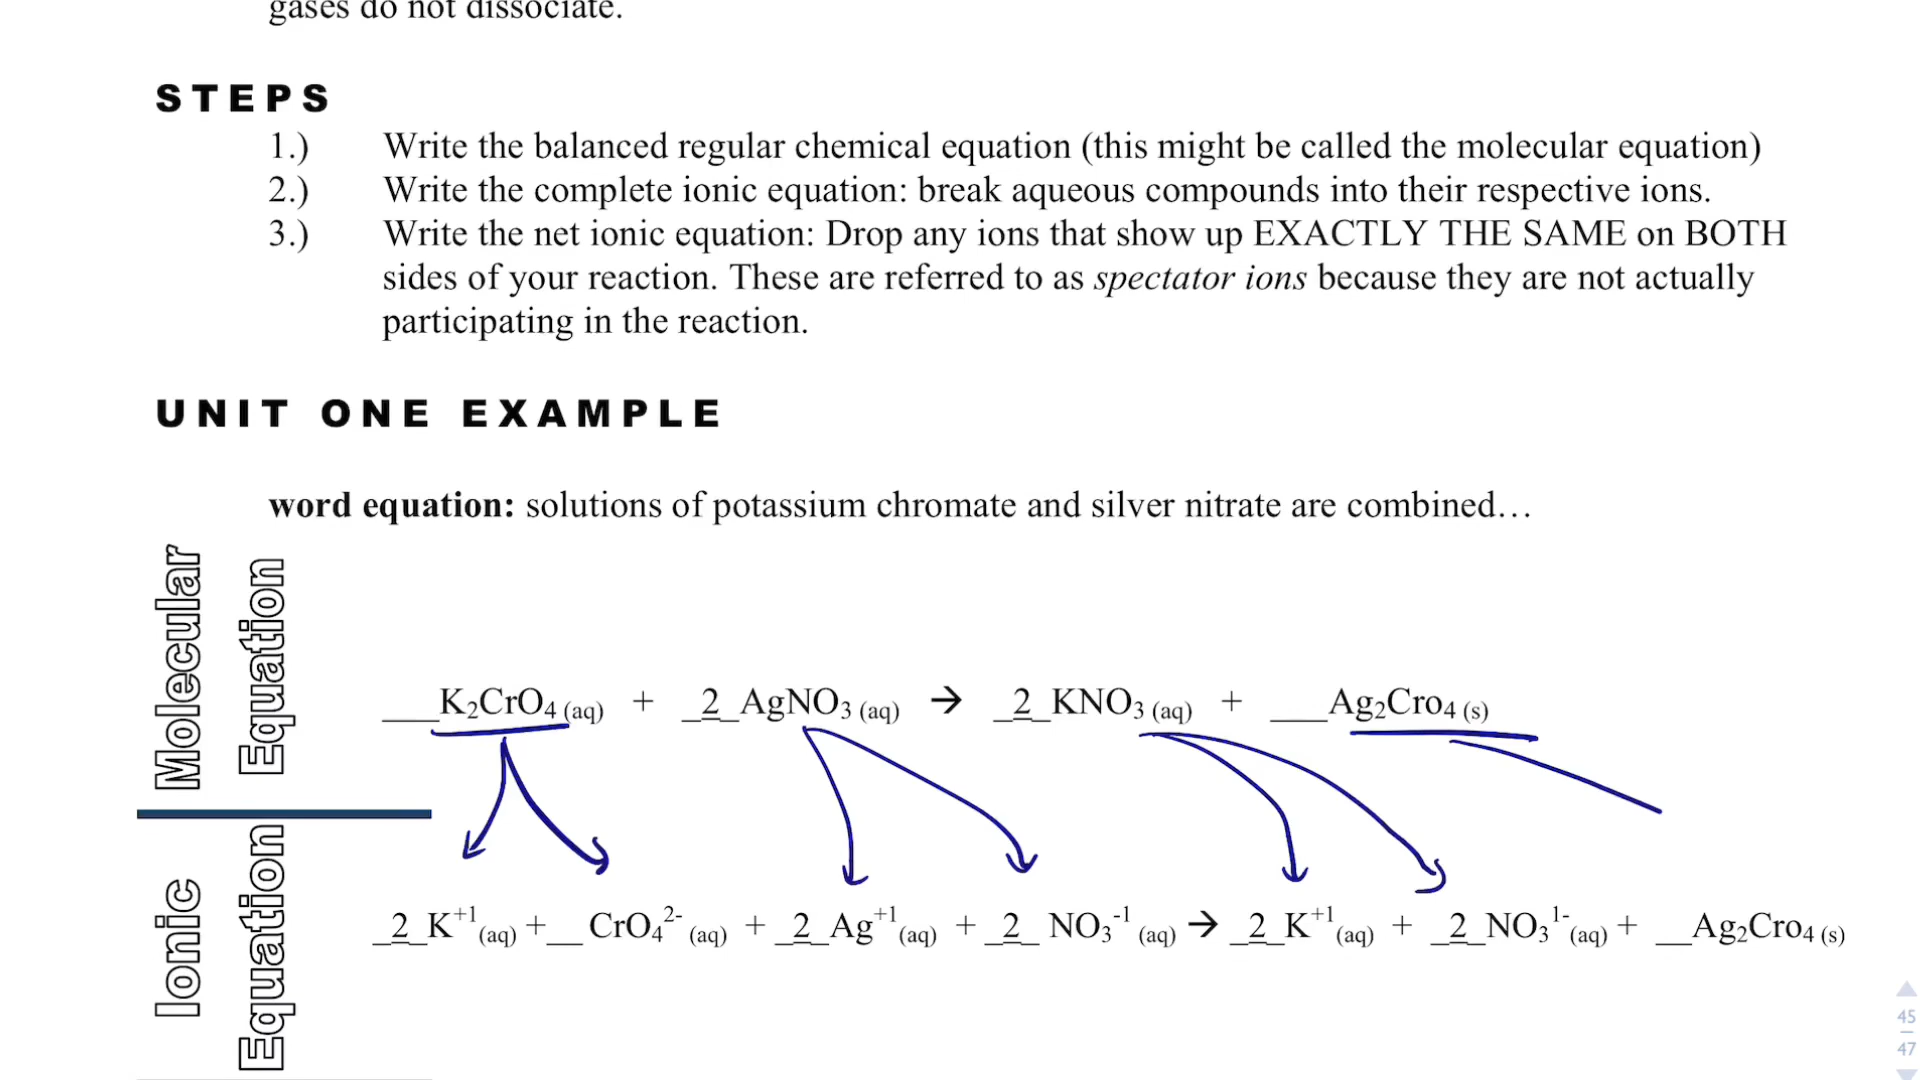 gases do not dissociate.
STEPS
1.) Write the balanced regular chemical equation (this might be called the molecular equation)
2.) Write the complete ionic equation: break aqueous compounds into their respective ions.
3.) Write the net ionic equation: Drop any ions that show up EXACTLY THE SAME on BOTH
sides of your reaction. These are referred to as spectator ions because they are not actually
participating in the reaction.
UNIT ONE EXAMPLE
word equation: solutions of potassium chromate and silver nitrate are combined…
Molecular
Equation
___K₂CrO₄ (aq) + _2_AgNO₃ (aq) → _2_KNO₃ (aq) + ___Ag₂Cro₄ (s)
Ionic
Equation
_2_K⁺¹(aq) +__ CrO₄²⁻ (aq) + _2_Ag⁺¹(aq) + _2_ NO₃⁻¹ (aq) → _2_K⁺¹(aq) + _2_NO₃¹⁻(aq) + __Ag₂Cro₄ (s)
45
47